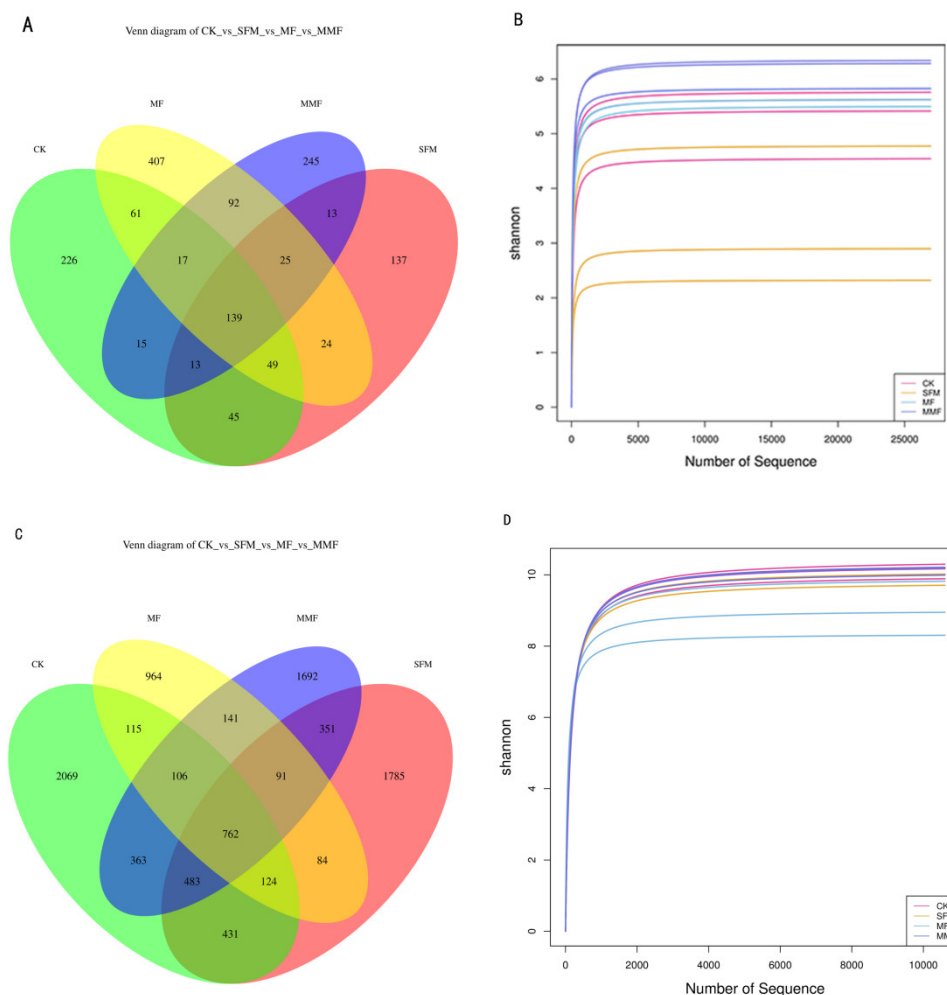 A
Venn diagram of CK_vs_SFM_vs_MF_vs_MMF
MF
MMF
CK
SFM
407
245
61
92
13
226
17
25
137
139
15
13
49
24
45
B
shannon
0 1 2 3 4 5 6
0 5000 10000 15000 20000 25000
Number of Sequence
CK
SFM
MF
MMF
C
Venn diagram of CK_vs_SFM_vs_MF_vs_MMF
MF
MMF
CK
SFM
964
1692
115
141
351
2069
106
91
1785
762
363
483
124
84
431
D
shannon
0 2 4 6 8 10
0 2000 4000 6000 8000 10000
Number of Sequence
CK
SF
MF
MM